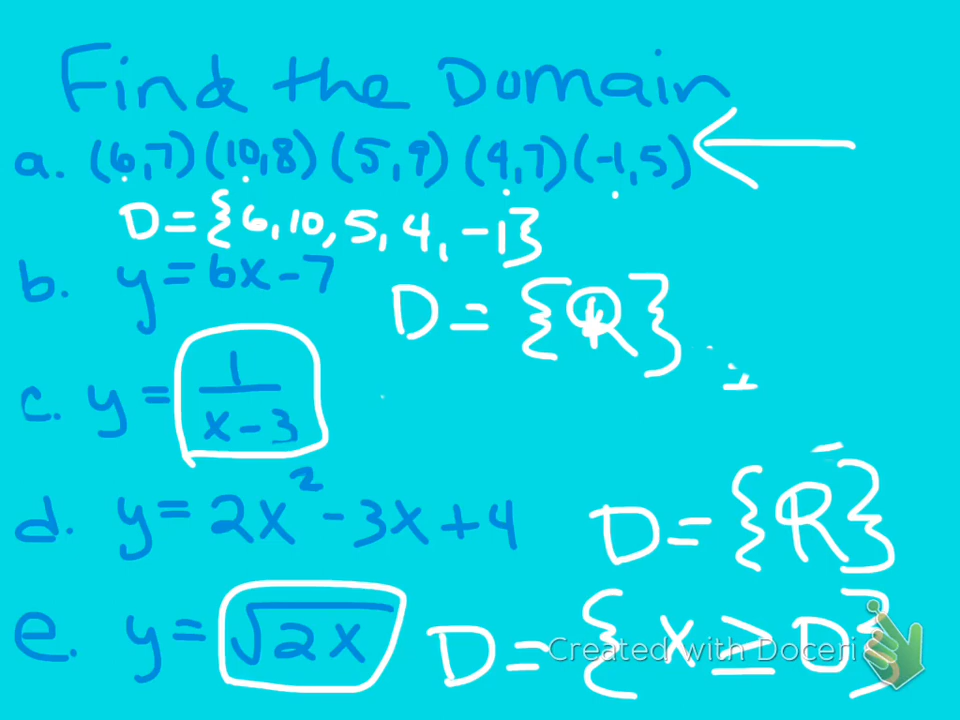 Find the Domain
a. (6,7)(10,8)(5,9)(4,7)(-1,5)
D={6,10,5,4,-1}
b. y=6x-7 D={R}
c. y= 1/(x-3)
d. y=2x²-3x+4 D={R}
e. y=√2x D={x≥0}
Created with Doceri